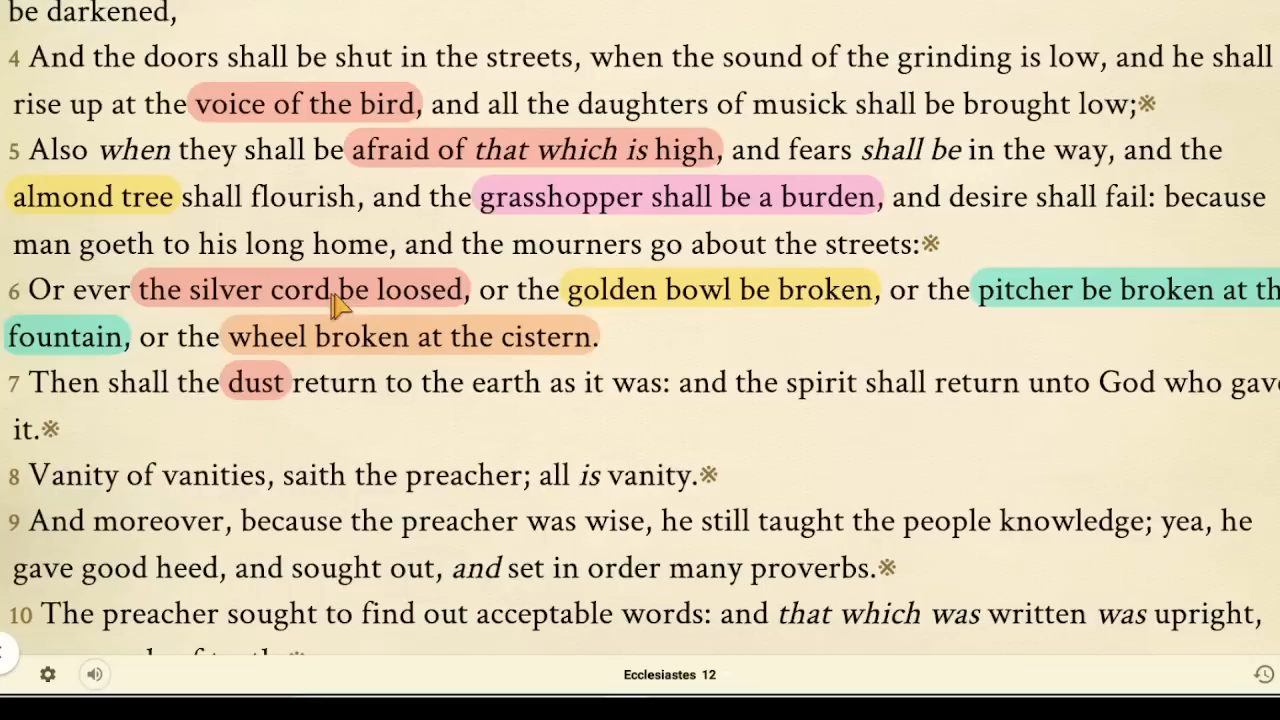 be darkened,
4 And the doors shall be shut in the streets, when the sound of the grinding is low, and he shall
rise up at the voice of the bird, and all the daughters of musick shall be brought low;※
5 Also when they shall be afraid of that which is high, and fears shall be in the way, and the
almond tree shall flourish, and the grasshopper shall be a burden, and desire shall fail: because
man goeth to his long home, and the mourners go about the streets:※
6 Or ever the silver cord be loosed, or the golden bowl be broken, or the pitcher be broken at th
fountain, or the wheel broken at the cistern.
7 Then shall the dust return to the earth as it was: and the spirit shall return unto God who gave
it.※
8 Vanity of vanities, saith the preacher; all is vanity.※
9 And moreover, because the preacher was wise, he still taught the people knowledge; yea, he
gave good heed, and sought out, and set in order many proverbs.※
10 The preacher sought to find out acceptable words: and that which was written was upright,
Ecclesiastes 12